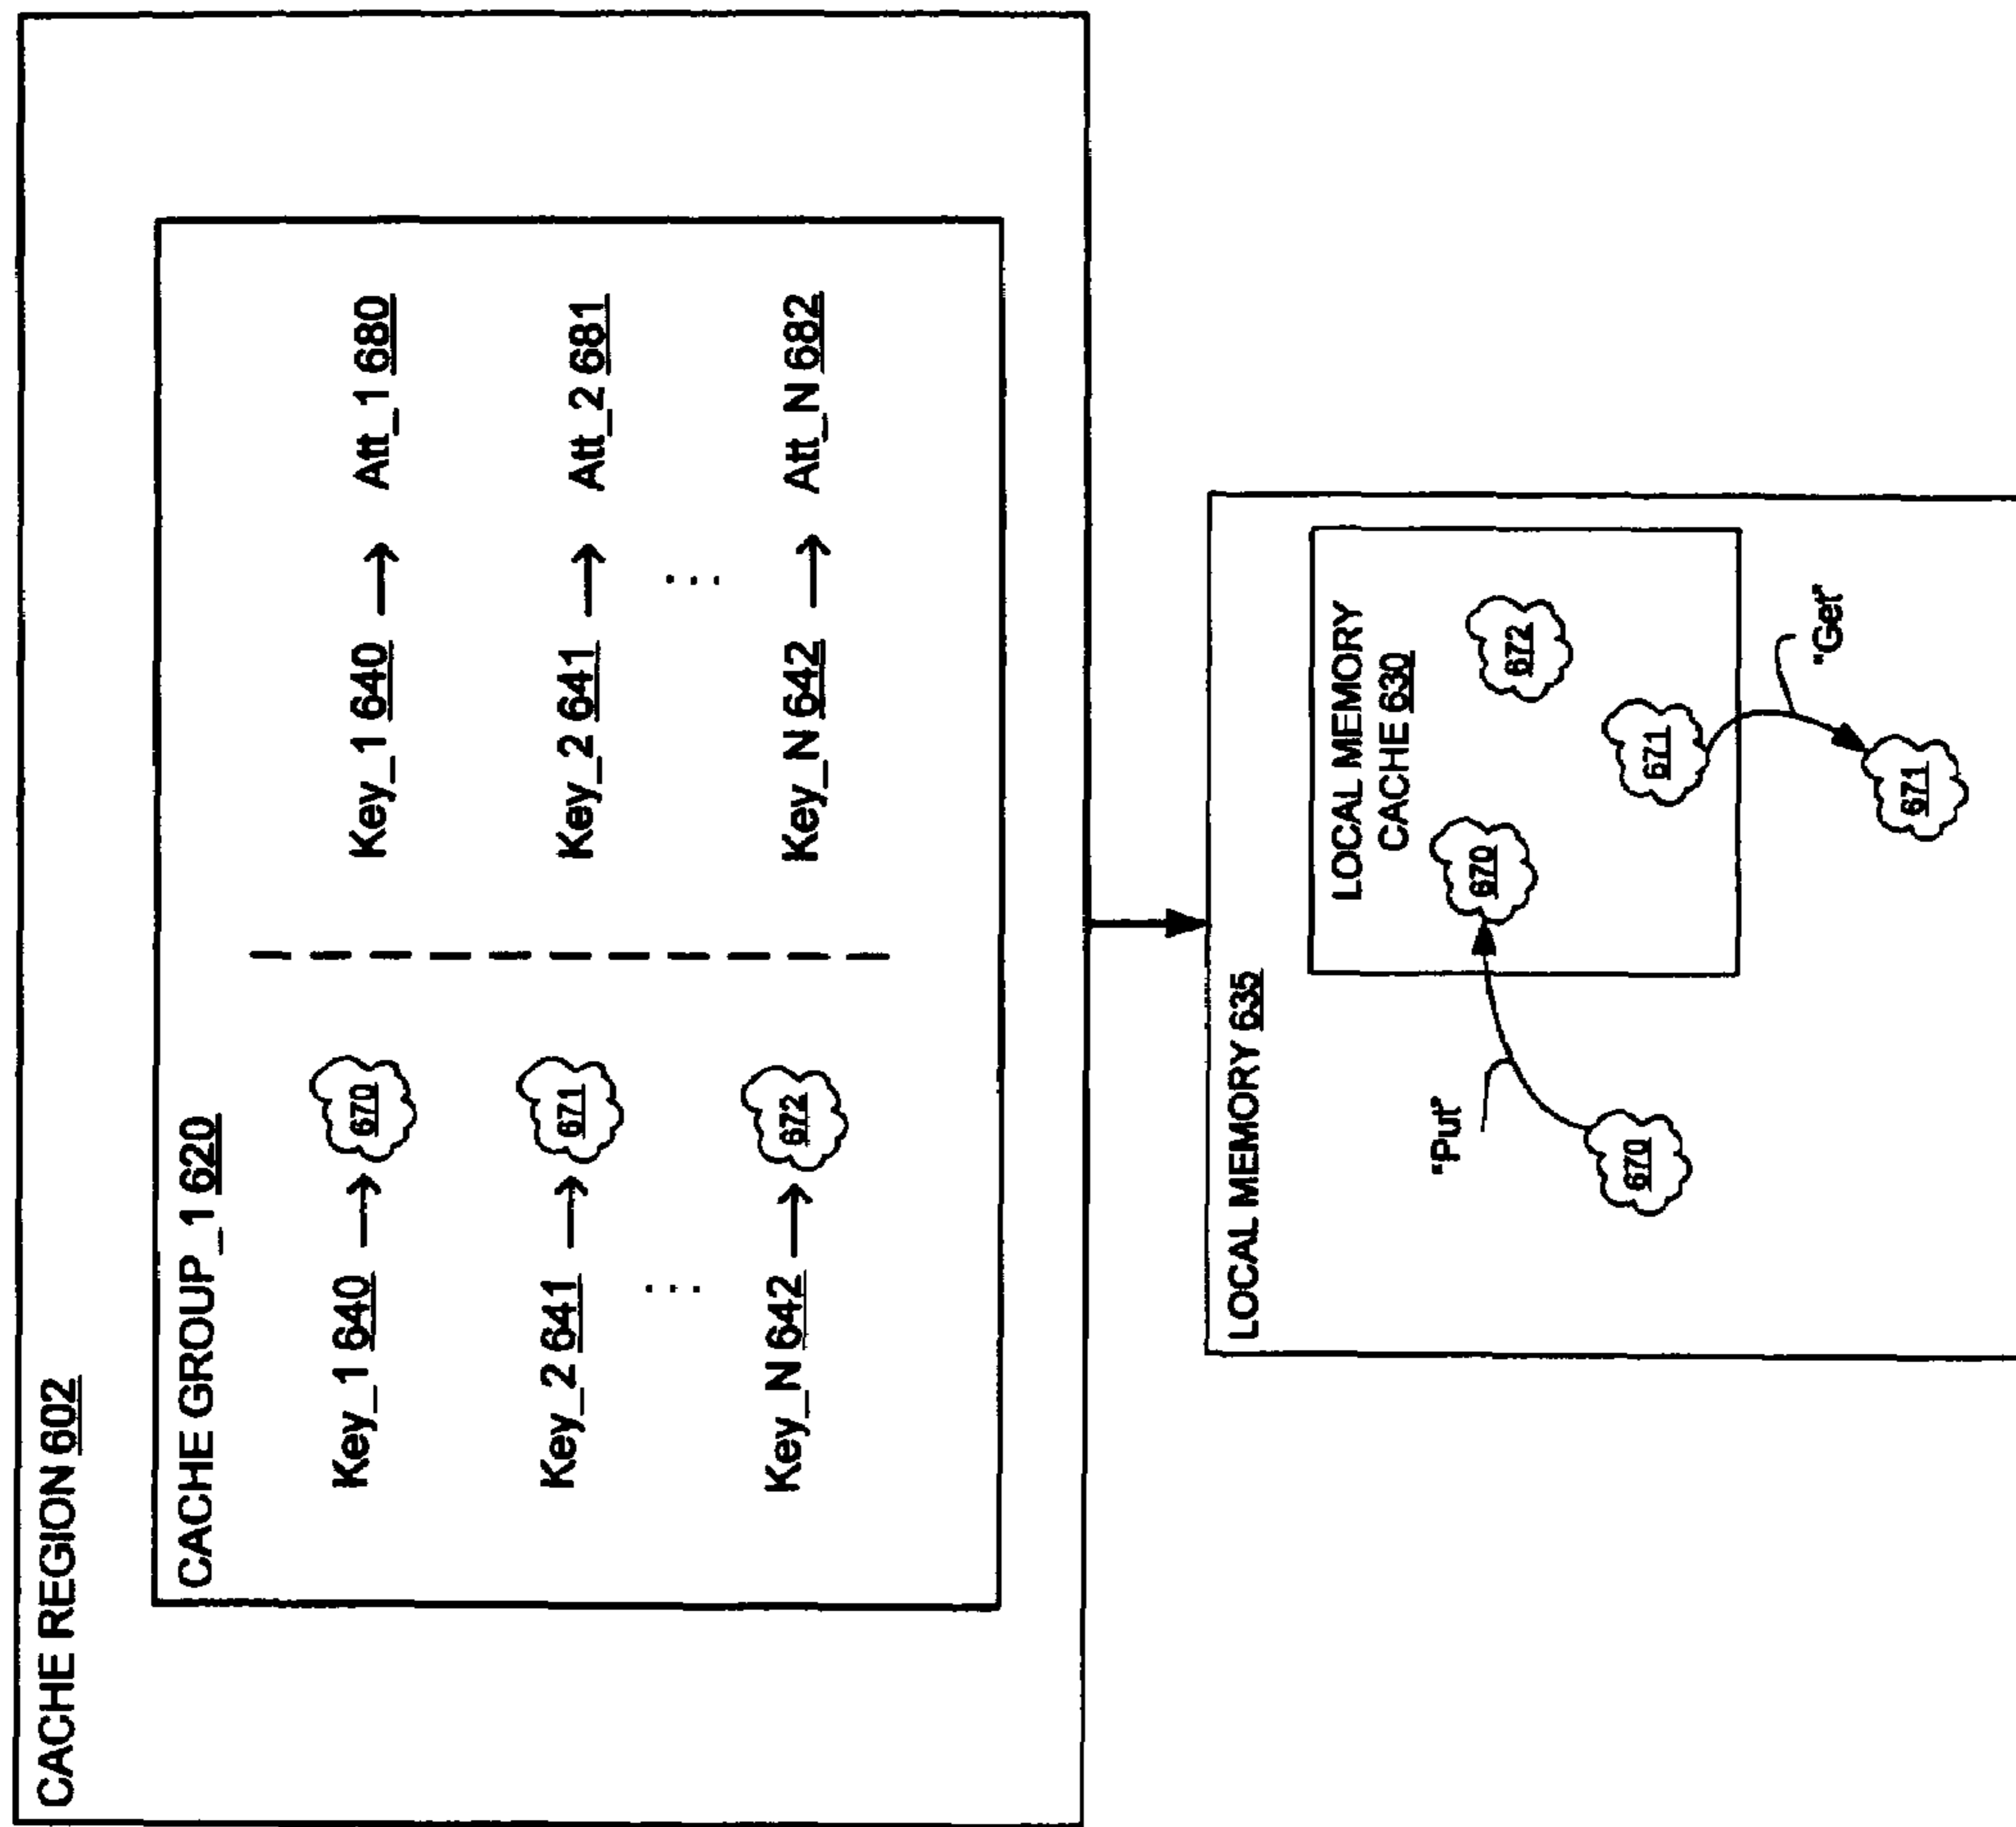 CACHE REGION 602
CACHE GROUP_1 620
Key_1 640
670
Key_1 640
Att_1 680
Key_2 641
671
Key_2 641
Att_2 681
...
...
Key_N 642
672
Key_N 642
Att_N 682
LOCAL MEMORY 635
LOCAL MEMORY
CACHE 630
"Put"
670
670
672
671
"Get"
671